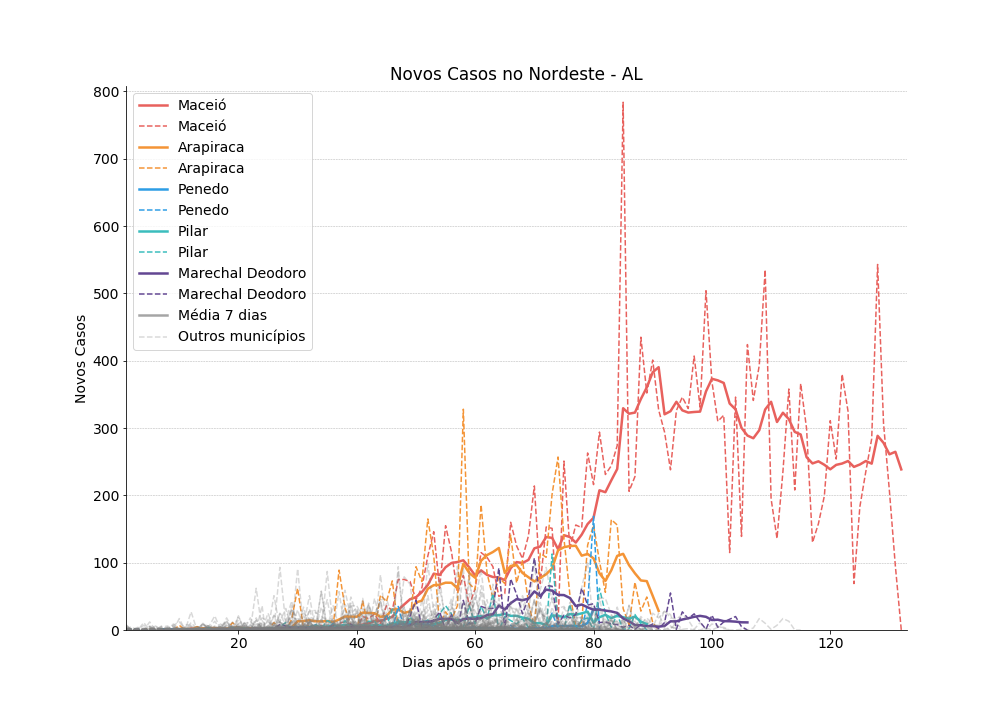 Novos Casos no Nordeste - AL
800
700
600
500
400
300
200
100
0
Novos Casos
Maceió
Maceió
Arapiraca
Arapiraca
Penedo
Penedo
Pilar
Pilar
Marechal Deodoro
Marechal Deodoro
Média 7 dias
Outros municípios
20 40 60 80 100 120
Dias após o primeiro confirmado